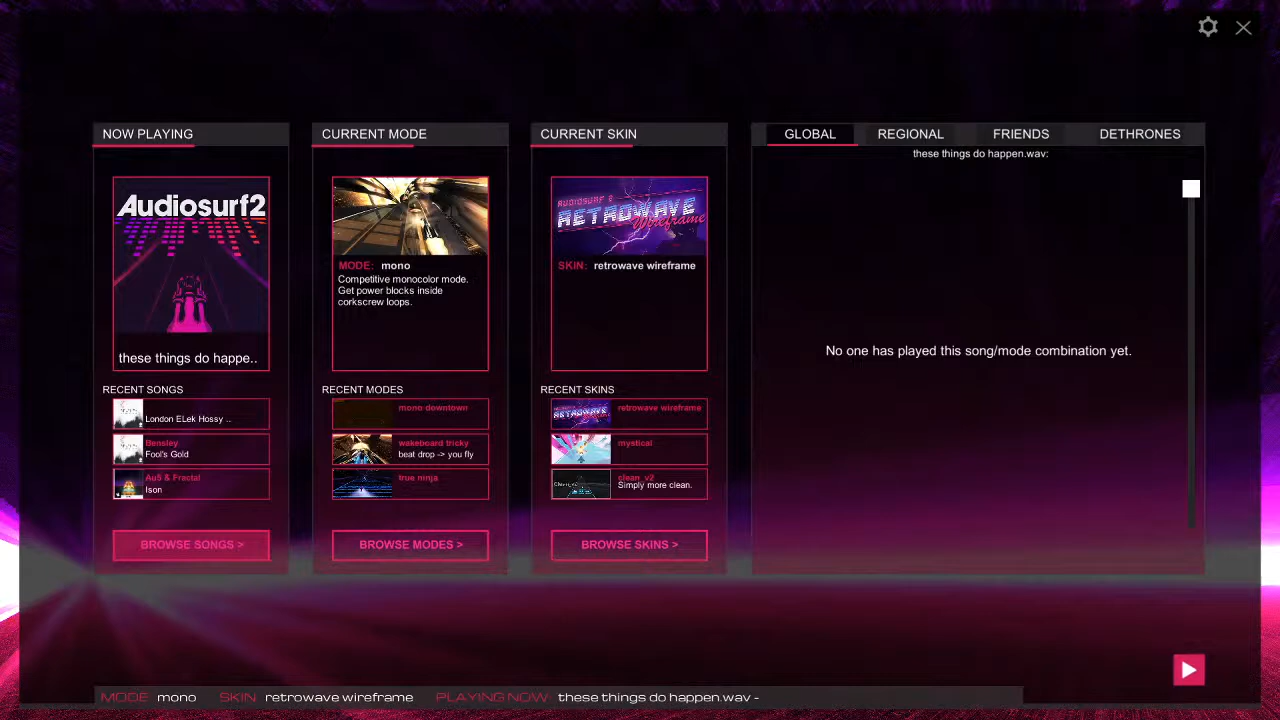 NOW PLAYING
Audiosurf2
these things do happe..
RECENT SONGS
London ELek Hossy ..
Bensley
Fool's Gold
Au5 & Fractal
Ison
BROWSE SONGS >
CURRENT MODE
MODE: mono
Competitive monocolor mode.
Get power blocks inside
corkscrew loops.
RECENT MODES
mono downtown
wakeboard tricky
beat drop -> you fly
true ninja
BROWSE MODES >
CURRENT SKIN
AUDIOSURF 2
RETROWAVE
Wireframe
SKIN: retrowave wireframe
RECENT SKINS
RETROWAVE
retrowave wireframe
mystical
clean_v2
Simply more clean.
BROWSE SKINS >
GLOBAL REGIONAL FRIENDS DETHRONES
these things do happen.wav:
No one has played this song/mode combination yet.
MODE mono SKIN retrowave wireframe PLAYING NOW: these things do happen.wav -